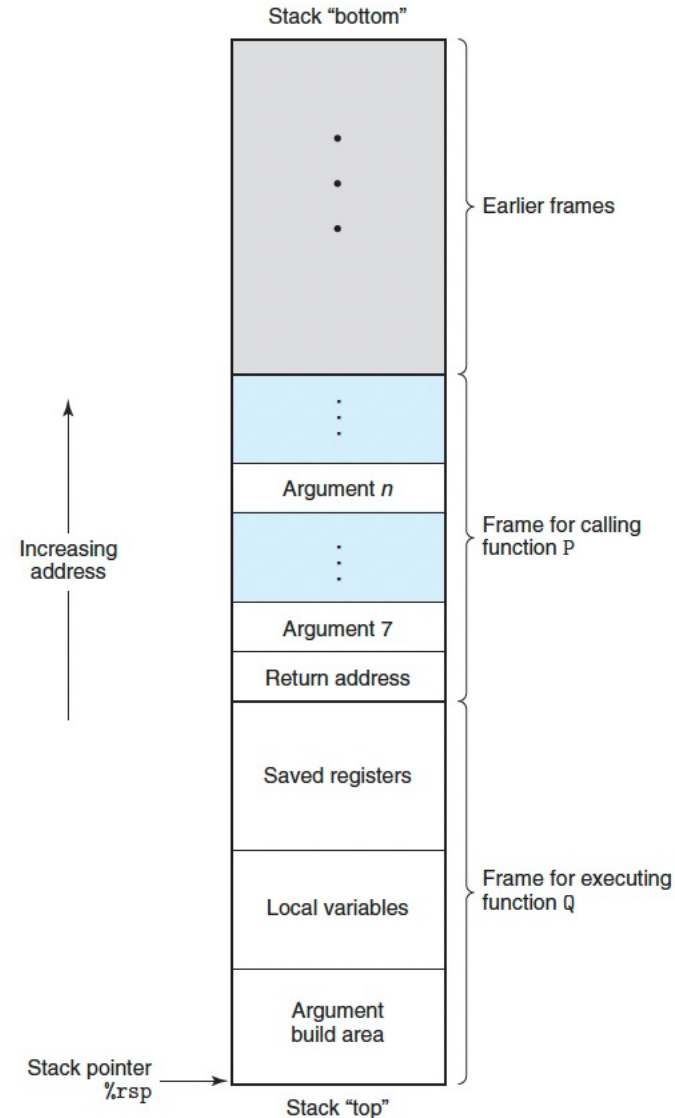 Stack “bottom”
Earlier frames
Argument n
Increasing
address
Frame for calling
function P
Argument 7
Return address
Saved registers
Local variables
Frame for executing
function Q
Argument
build area
Stack pointer
%rsp
Stack “top”